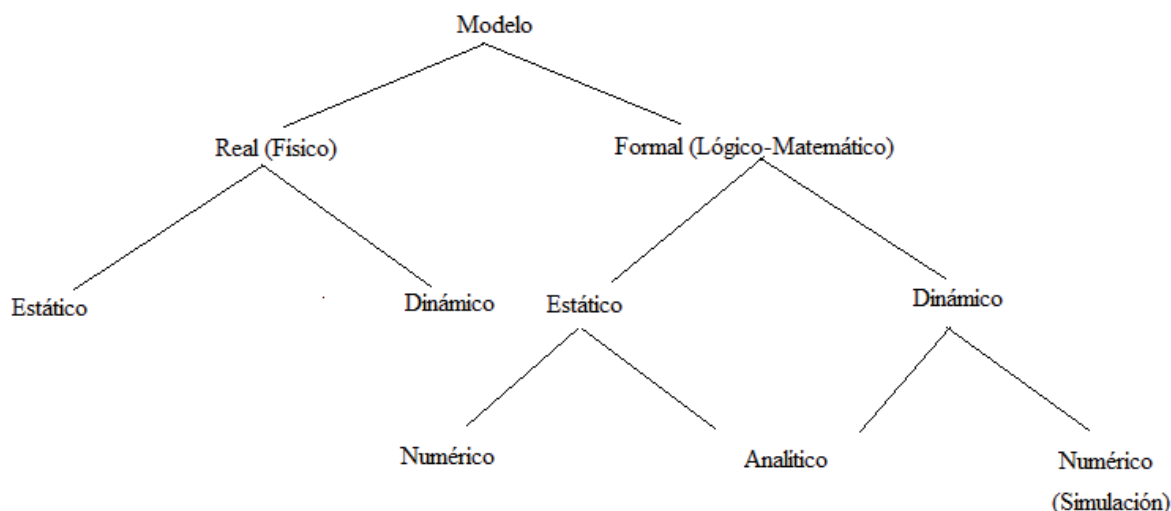 Modelo
Real (Físico)
Formal (Lógico-Matemático)
Estático
Dinámico
Estático
Dinámico
Numérico
Analítico
Numérico
(Simulación)